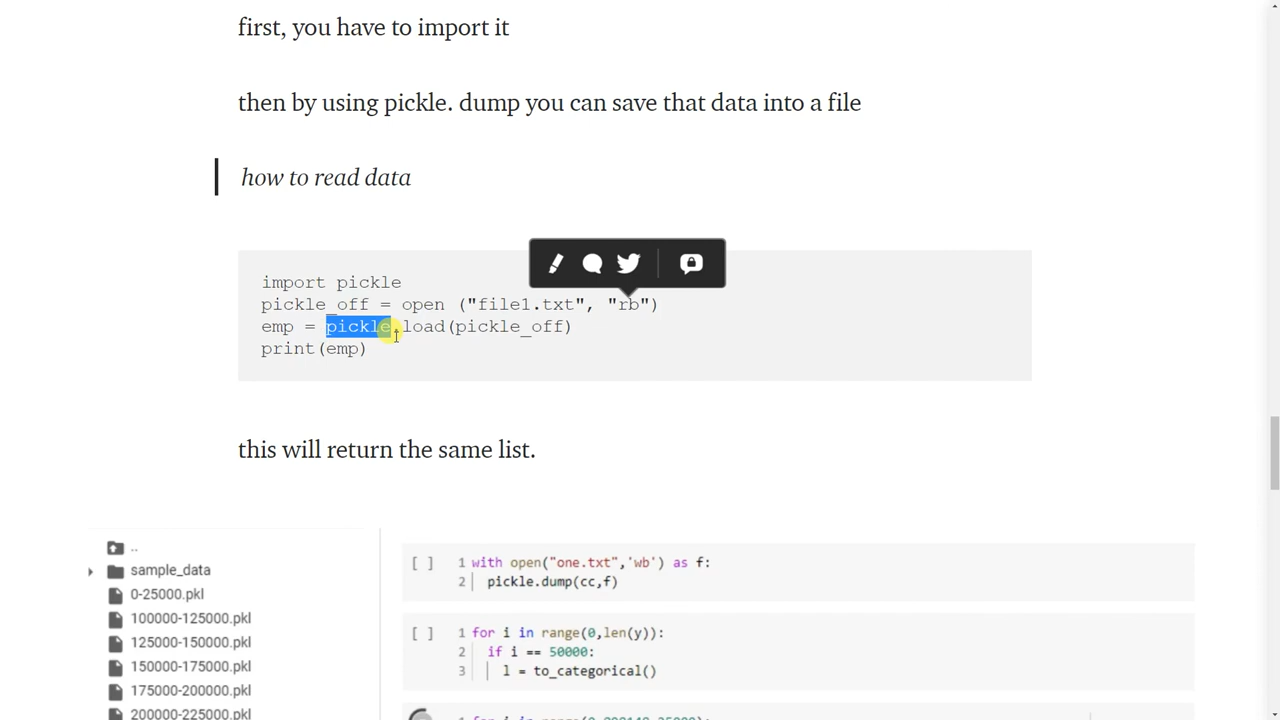 first, you have to import it
then by using pickle. dump you can save that data into a file
how to read data
import pickle
pickle_off = open ("file1.txt", "rb")
emp = pickle.load(pickle_off)
print(emp)
this will return the same list.
..
sample_data
0-25000.pkl
100000-125000.pkl
125000-150000.pkl
150000-175000.pkl
175000-200000.pkl
200000-225000.pkl
[ ] 1 with open("one.txt",'wb') as f:
2 pickle.dump(cc,f)
[ ] 1 for i in range(0,len(y)):
2 if i == 50000:
3 l = to_categorical()